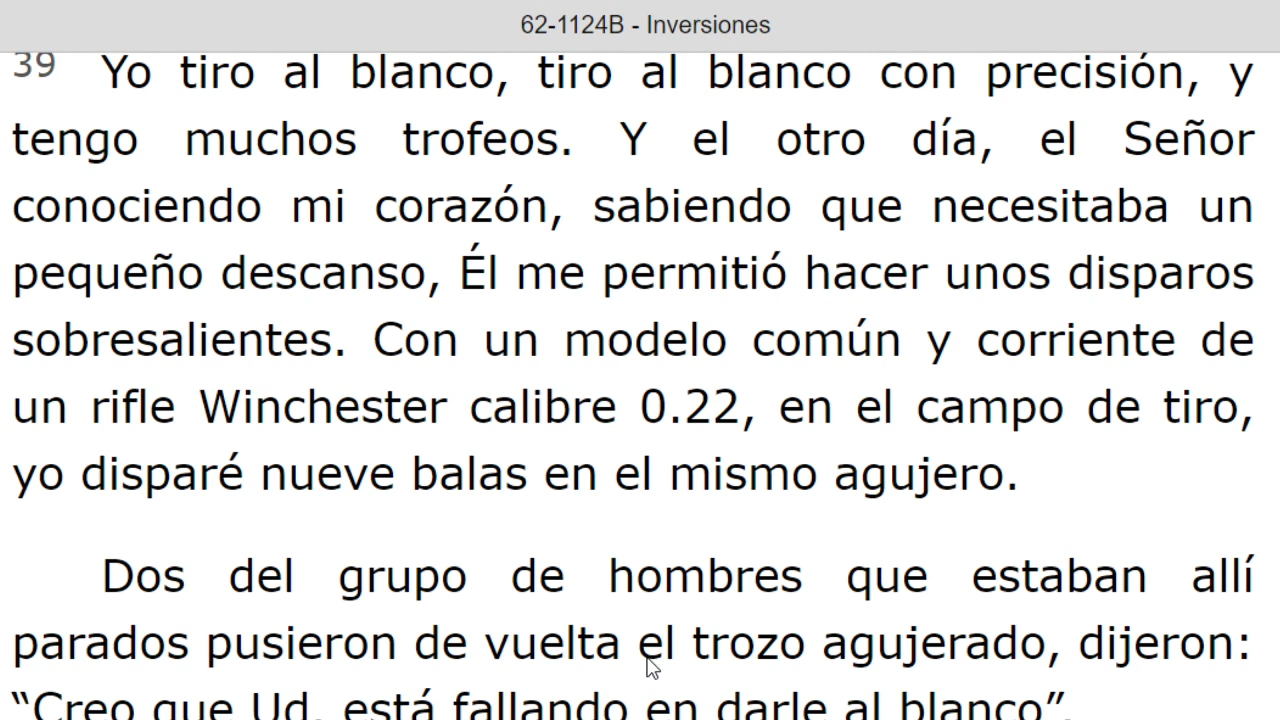 62-1124B - Inversiones
39 Yo tiro al blanco, tiro al blanco con precisión, y
tengo muchos trofeos. Y el otro día, el Señor
conociendo mi corazón, sabiendo que necesitaba un
pequeño descanso, Él me permitió hacer unos disparos
sobresalientes. Con un modelo común y corriente de
un rifle Winchester calibre 0.22, en el campo de tiro,
yo disparé nueve balas en el mismo agujero.
Dos del grupo de hombres que estaban allí
parados pusieron de vuelta el trozo agujerado, dijeron:
“Creo que Ud. está fallando en darle al blanco”.